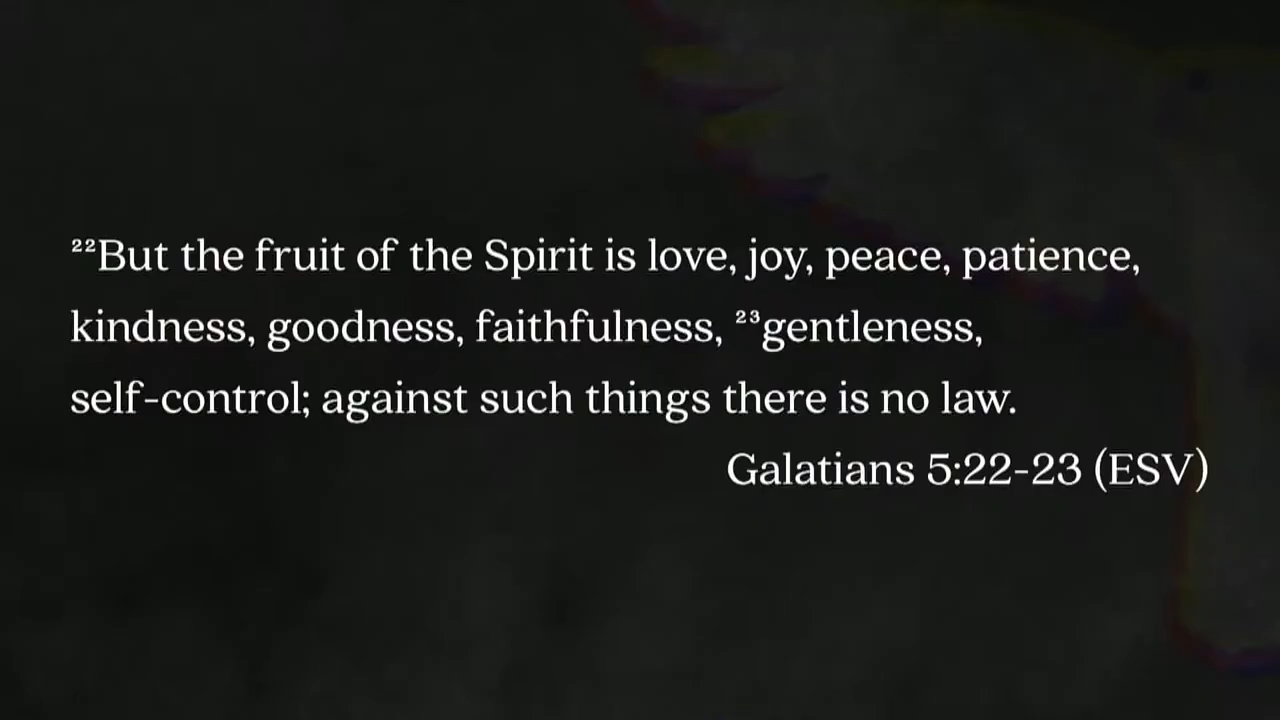 ²²But the fruit of the Spirit is love, joy, peace, patience,
kindness, goodness, faithfulness, ²³gentleness,
self-control; against such things there is no law.
Galatians 5:22-23 (ESV)